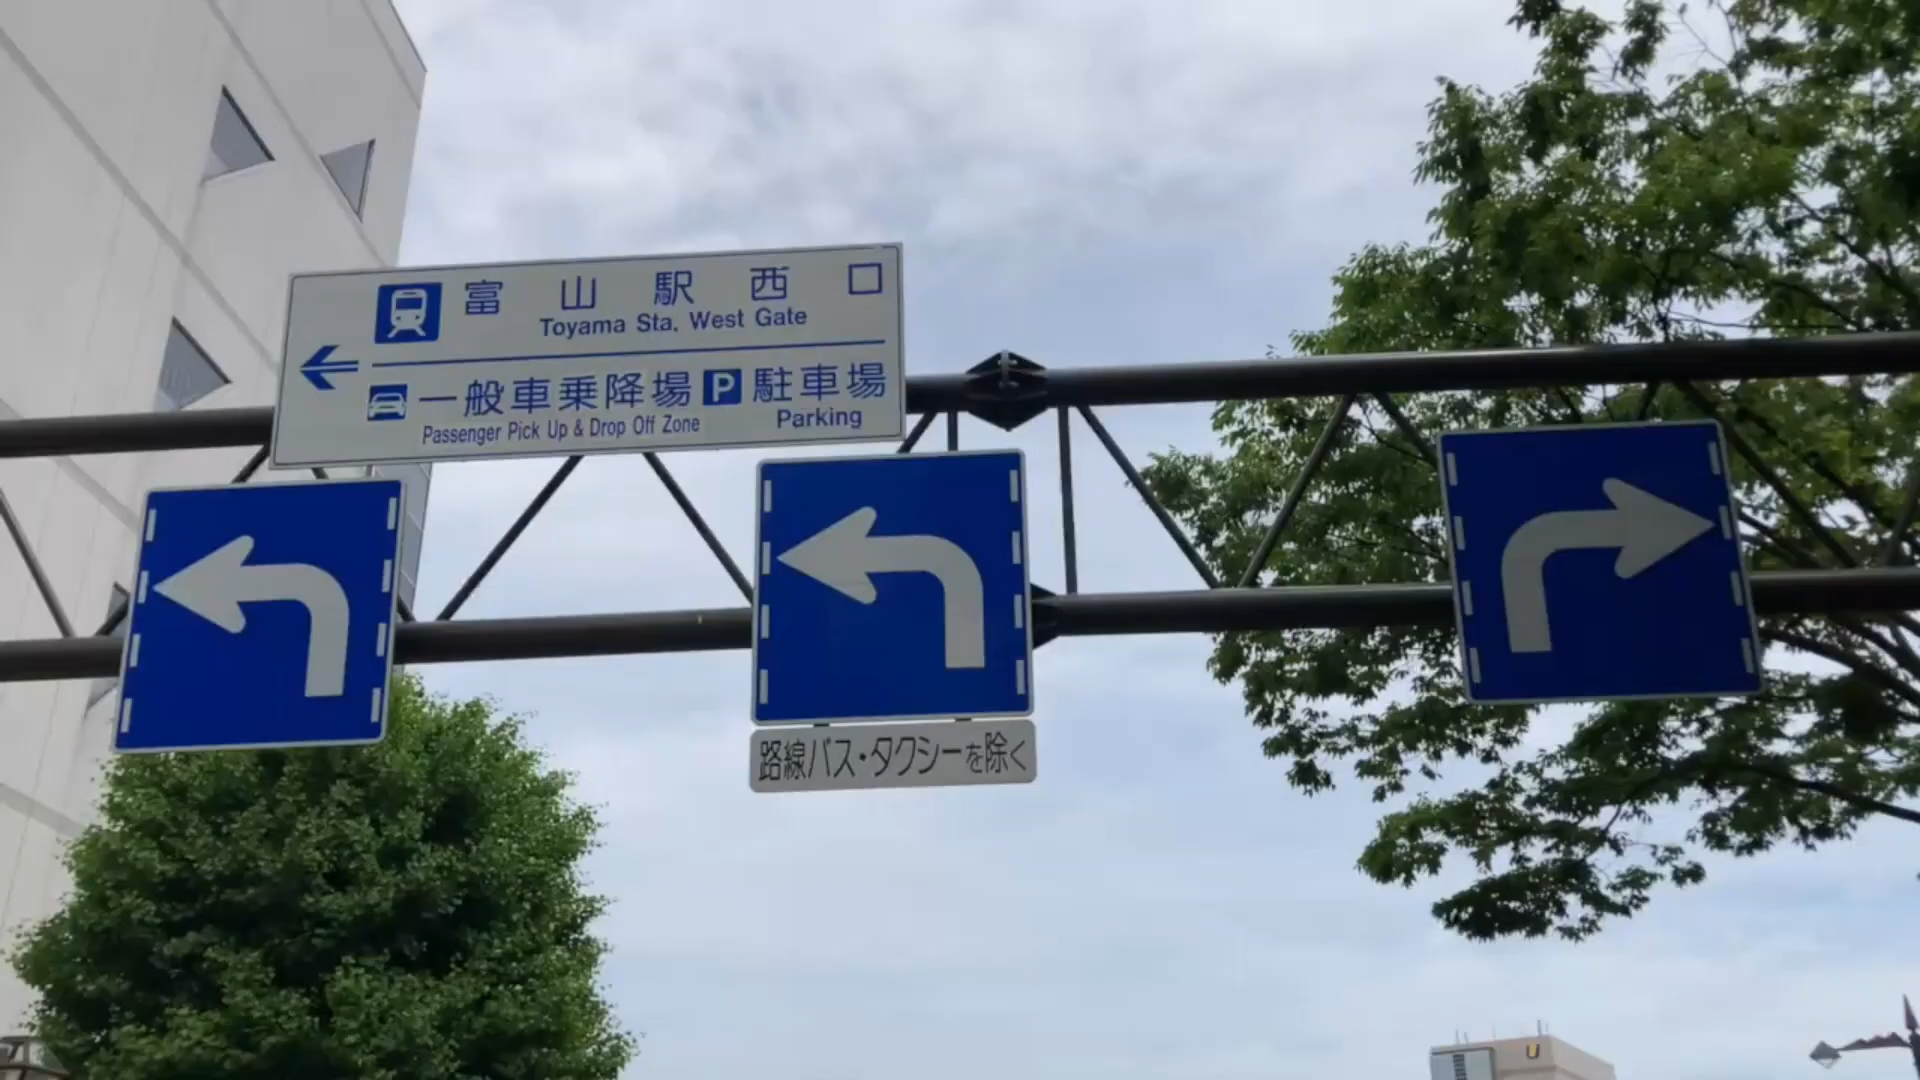 富山駅西口
Toyama Sta. West Gate
一般車乗降場 P 駐車場
Passenger Pick Up & Drop Off Zone Parking
路線バス・タクシーを除く